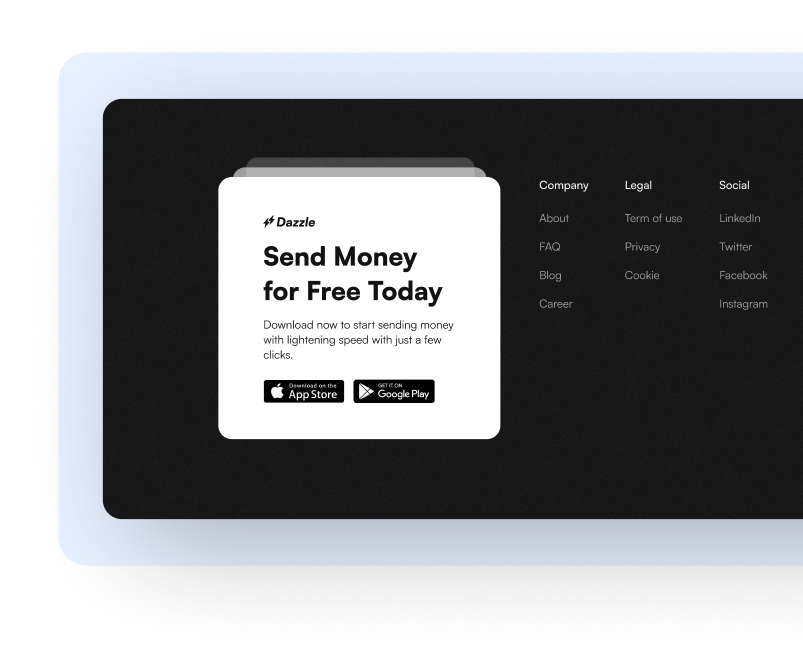 Dazzle
Send Money
for Free Today
Download now to start sending money
with lightening speed with just a few
clicks.
Download on the
App Store
GET IT ON
Google Play
Company
About
FAQ
Blog
Career
Legal
Term of use
Privacy
Cookie
Social
LinkedIn
Twitter
Facebook
Instagram